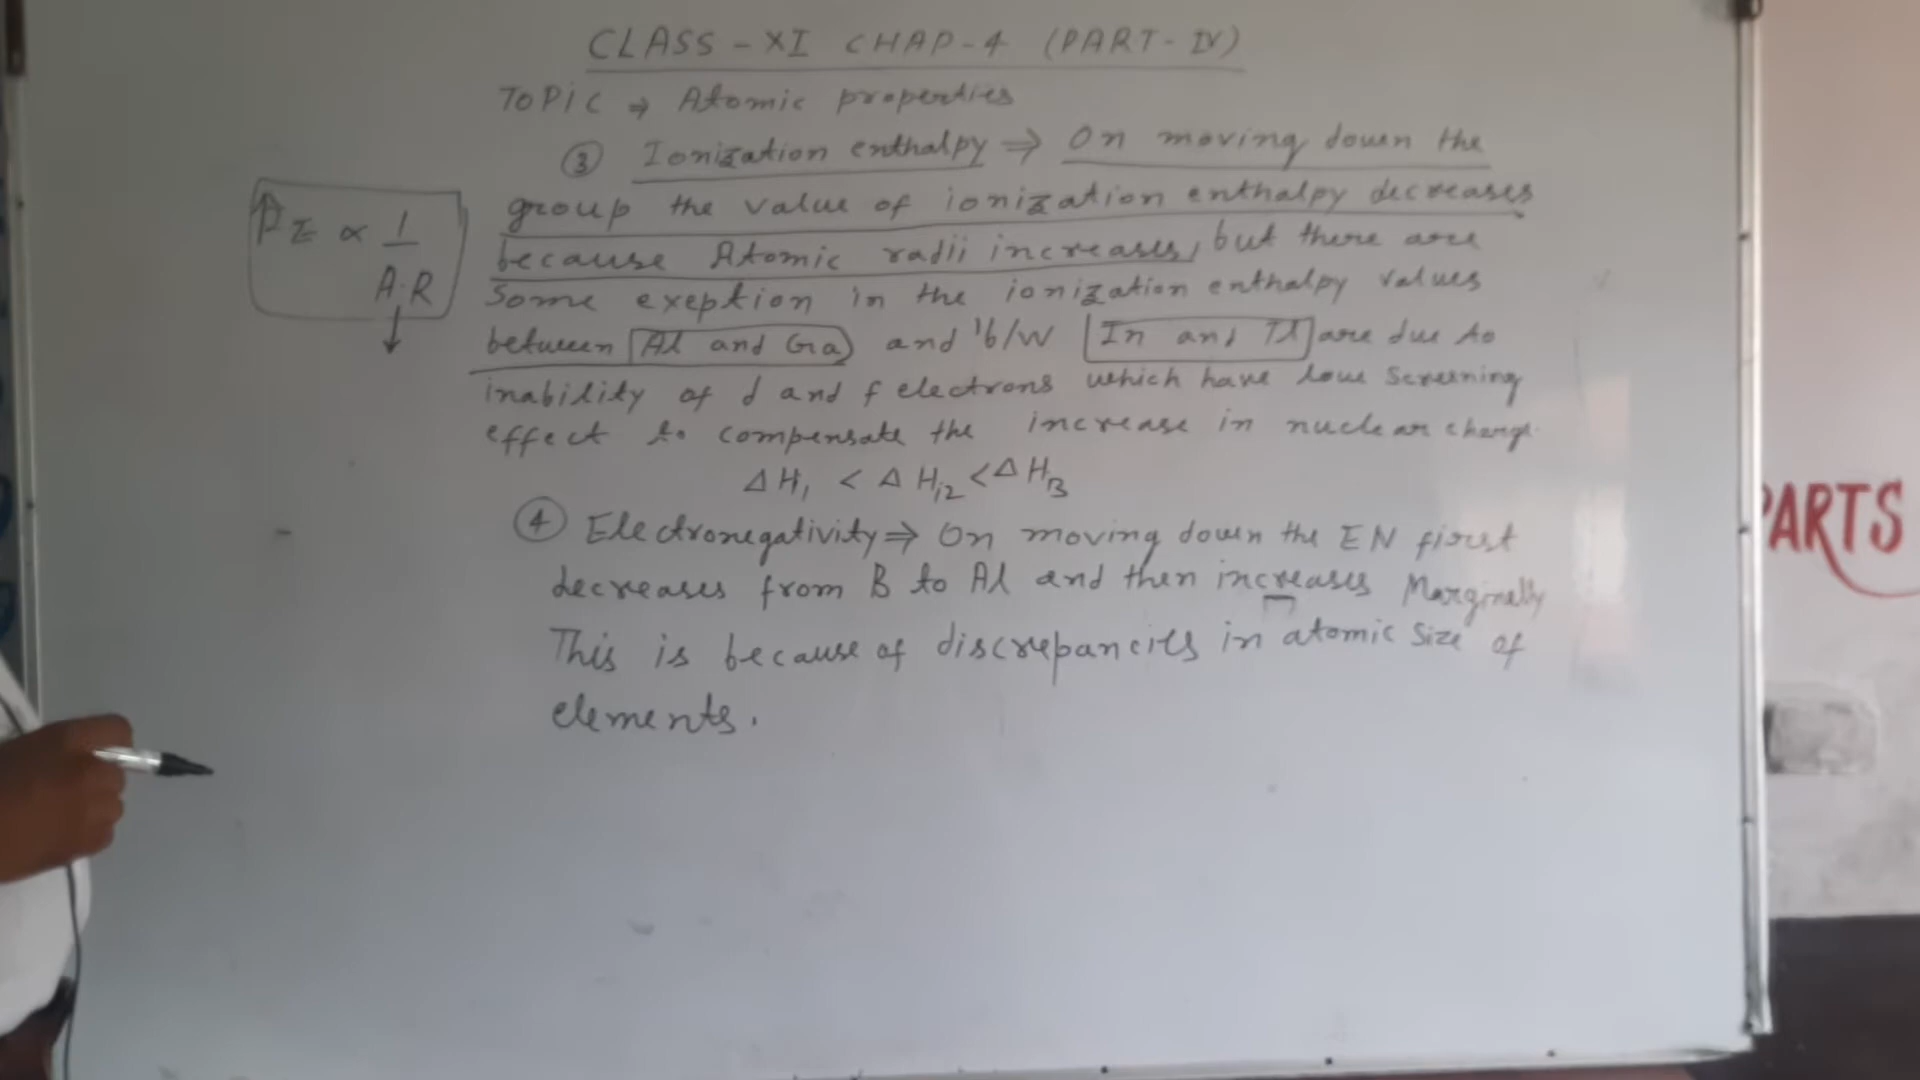 CLASS - XI CHAP-4 (PART-IV)
TOPIC → Atomic properties
③ Ionization enthalpy ⇒ On moving down the
group the value of ionization enthalpy decreases
because Atomic radii increases, but there are
Some exeption in the ionization enthalpy values
between Al and Ga and b/w In and Tl are due to
inability of d and f electrons which have low Screening
effect to compensate the increase in nuclear charge
ΔH₁ < ΔHi2 < ΔHi3
④ Electronegativity ⇒ On moving down the EN first
decreases from B to Al and then increases Marginally
This is because of discrepancies in atomic size of
elements.
↑ I E ∝ 1
A.R ↓
PARTS